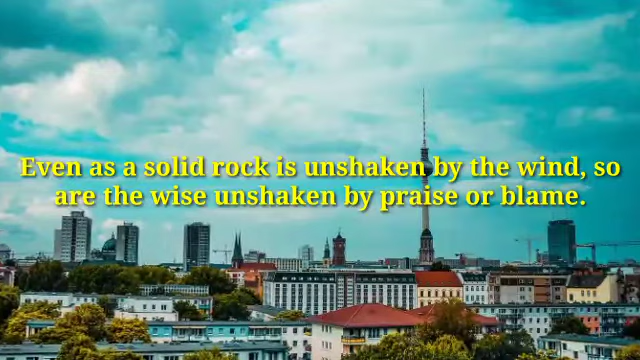 Even as a solid rock is unshaken by the wind, so
are the wise unshaken by praise or blame.